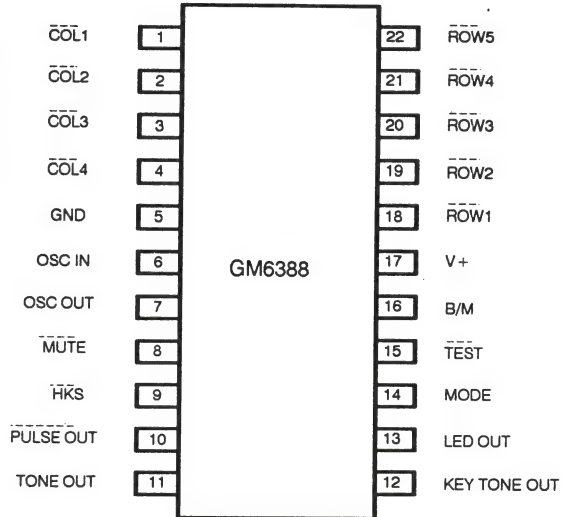 COL1 1 22 ROW5
COL2 2 21 ROW4
COL3 3 20 ROW3
COL4 4 19 ROW2
GND 5 18 ROW1
OSC IN 6 GM6388 17 V+
OSC OUT 7 16 B/M
MUTE 8 15 TEST
HKS 9 14 MODE
PULSE OUT 10 13 LED OUT
TONE OUT 11 12 KEY TONE OUT